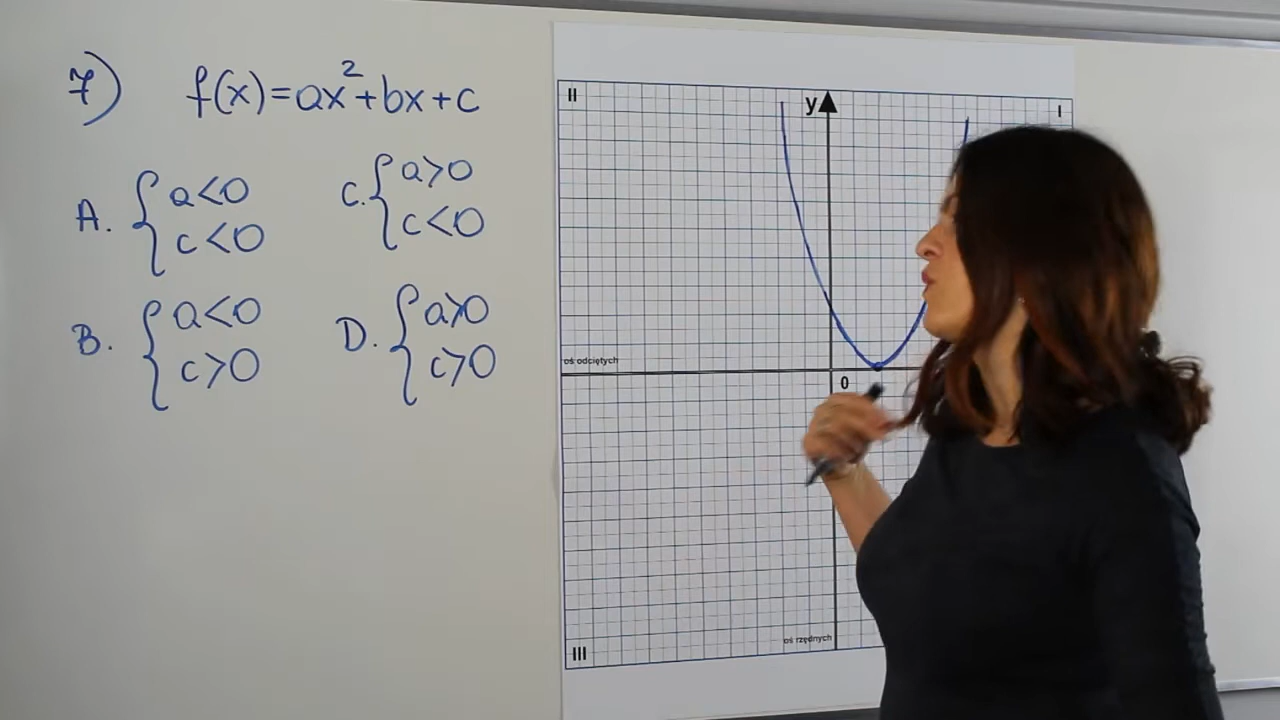 7) f(x)=ax²+bx+c
A. { a<0
c<0
C. { a>0
c<0
B. { a<0
c>0
D. { a>0
c>0
II
y
I
oś odciętych
0
oś rzędnych
III